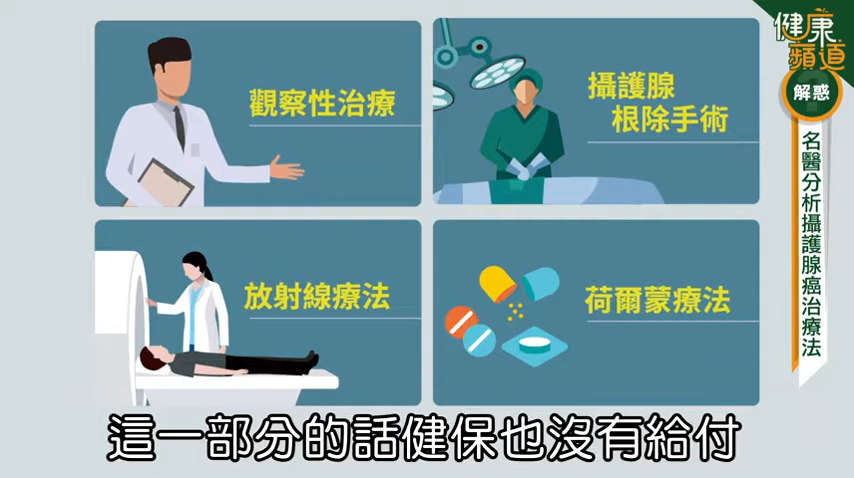 觀察性治療
攝護腺
根除手術
放射線療法
荷爾蒙療法
健康
頻道
解惑
名醫分析攝護腺癌治療法
這一部分的話健保也沒有給付